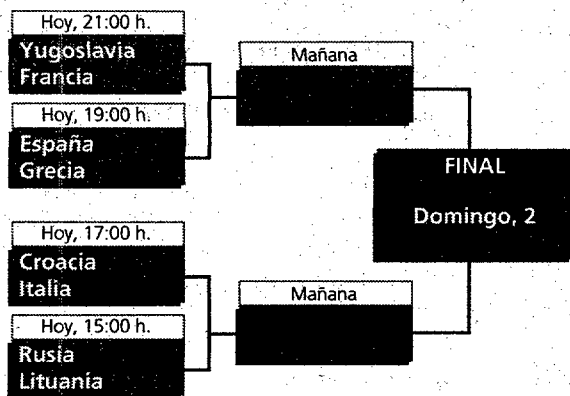 Hoy, 21:00 h.
Yugoslavia
Francia
Hoy, 19:00 h.
España
Grecia
Mañana
FINAL
Domingo, 2
Hoy, 17:00 h.
Croacia
Italia
Hoy, 15:00 h.
Rusia
Lituania
Mañana